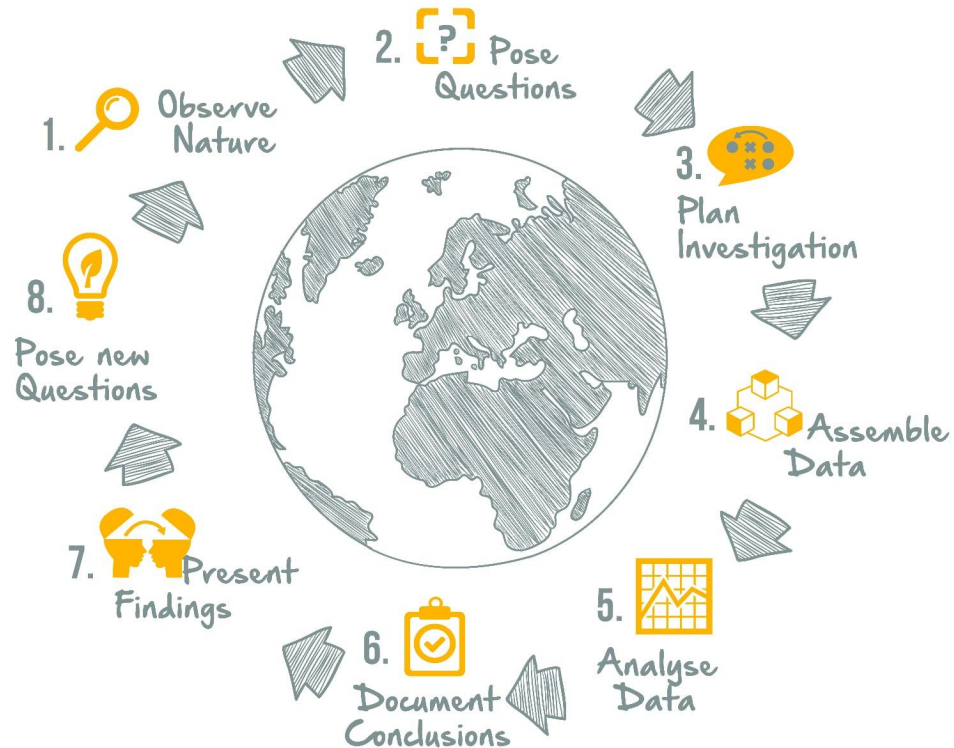 1. Observe
Nature
2. ? Pose
Questions
3.
Plan
Investigation
4. Assemble
Data
5.
Analyse
Data
6.
Document
Conclusions
7. Present
Findings
8.
Pose new
Questions